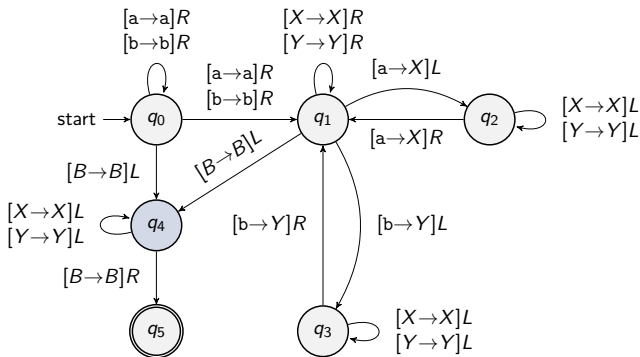 [a→a]R
[b→b]R
[a→a]R
[b→b]R
[X→X]R
[Y→Y]R
[a→X]L
start
q0
q1
[a→X]R
q2
[X→X]L
[Y→Y]L
[B→B]L
[B→B]L
[X→X]L
[Y→Y]L
q4
[b→Y]R
[b→Y]L
[B→B]R
q5
q3
[X→X]L
[Y→Y]L